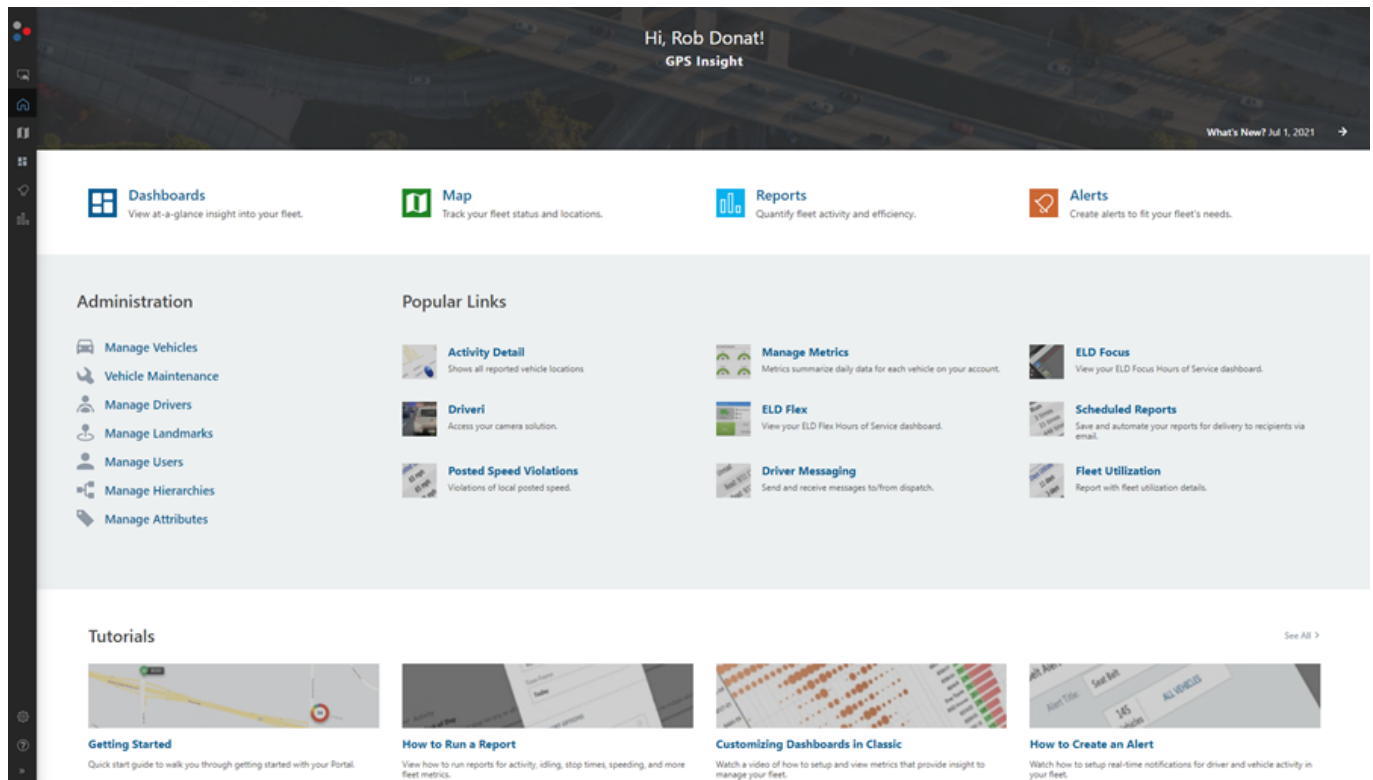 Hi, Rob Donat!
GPS Insight
What's New? Jul 1, 2021
Dashboards
View at-a-glance insight into your fleet.
Map
Track your fleet status and locations.
Reports
Quantify fleet activity and efficiency.
Alerts
Create alerts to fit your fleet's needs.
Administration
Manage Vehicles
Vehicle Maintenance
Manage Drivers
Manage Landmarks
Manage Users
Manage Hierarchies
Manage Attributes
Popular Links
Activity Detail
Shows all reported vehicle locations
Manage Metrics
Metrics summarize daily data for each vehicle on your account.
ELD Focus
View your ELD Focus Hours of Service dashboard.
Driveri
Access your camera solution.
ELD Flex
View your ELD Flex Hours of Service dashboard.
Scheduled Reports
Save and automate your reports for delivery to recipients via
email.
Posted Speed Violations
Violations of local posted speed.
Driver Messaging
Send and receive messages to/from dispatch.
Fleet Utilization
Report with fleet utilization details.
Tutorials
See All >
Today
Alert Title:
Seat Belt
145
ALL VEHICLES
Getting Started
Quick start guide to walk you through getting started with your Portal.
How to Run a Report
View how to run reports for activity, idling, stop times, speeding, and more
fleet metrics.
Customizing Dashboards in Classic
Watch a video of how to setup and view metrics that provide insight to
manage your fleet.
How to Create an Alert
Watch how to setup real-time notifications for driver and vehicle activity in
your fleet.